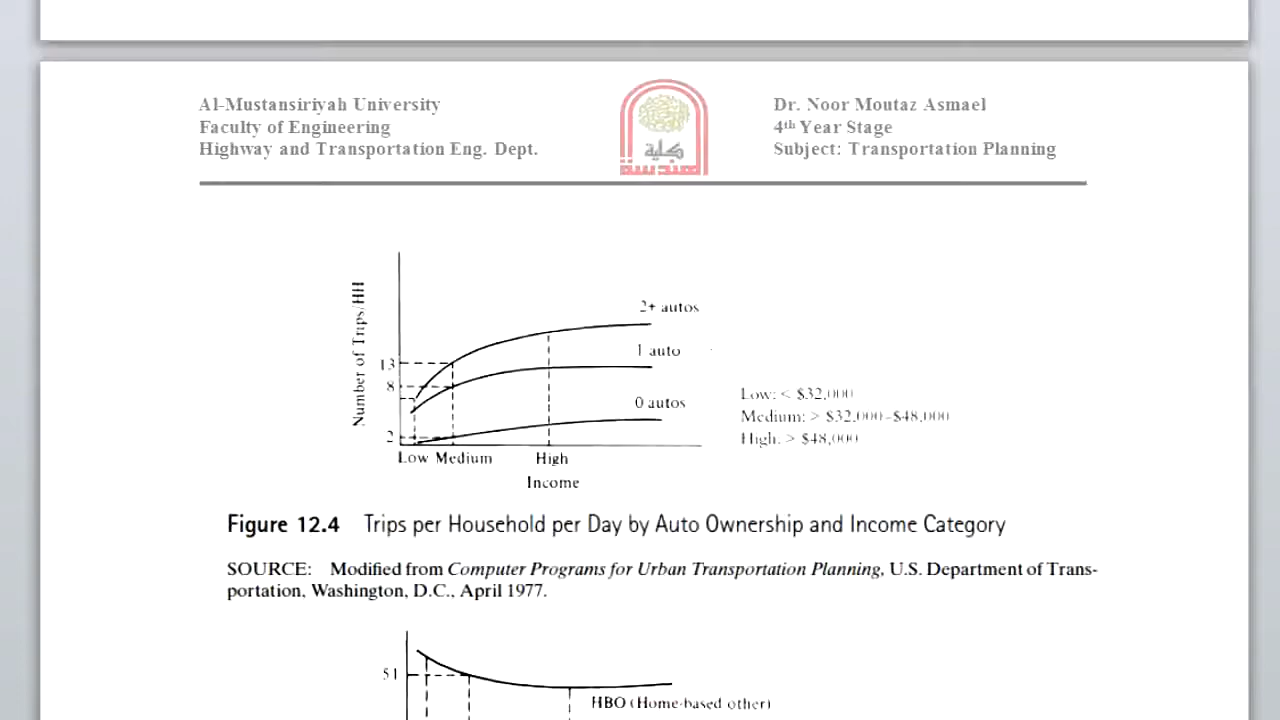 Al-Mustansiriyah University
Faculty of Engineering
Highway and Transportation Eng. Dept.
كلية
الهندسة
Dr. Noor Moutaz Asmael
4th Year Stage
Subject: Transportation Planning
Number of Trips/HH
2+ autos
1 auto
13
8
0 autos
2
Low Medium High
Income
Low: < $32,000
Medium: > $32,000–$48,000
High: > $48,000
Figure 12.4 Trips per Household per Day by Auto Ownership and Income Category
SOURCE: Modified from Computer Programs for Urban Transportation Planning, U.S. Department of Trans-
portation, Washington, D.C., April 1977.
51
HBO (Home-based other)